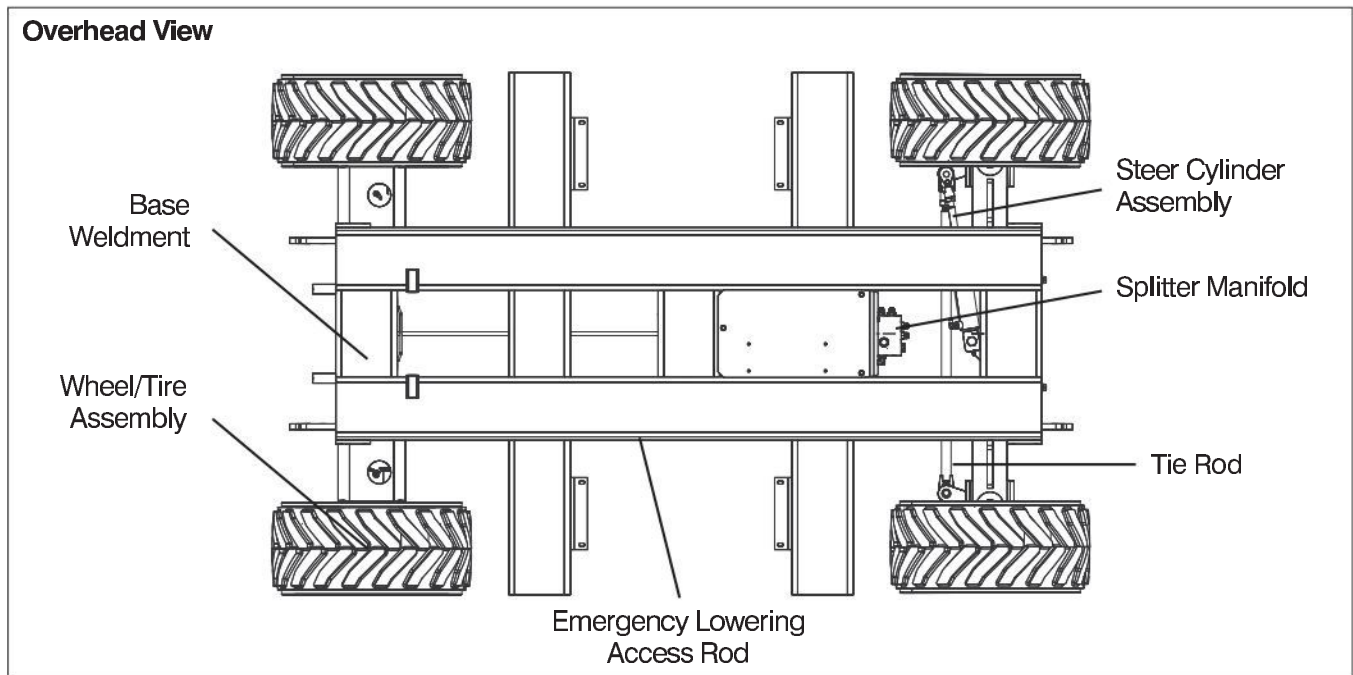 Overhead View
Base
Weldment
Wheel/Tire
Assembly
Steer Cylinder
Assembly
Splitter Manifold
Tie Rod
Emergency Lowering
Access Rod